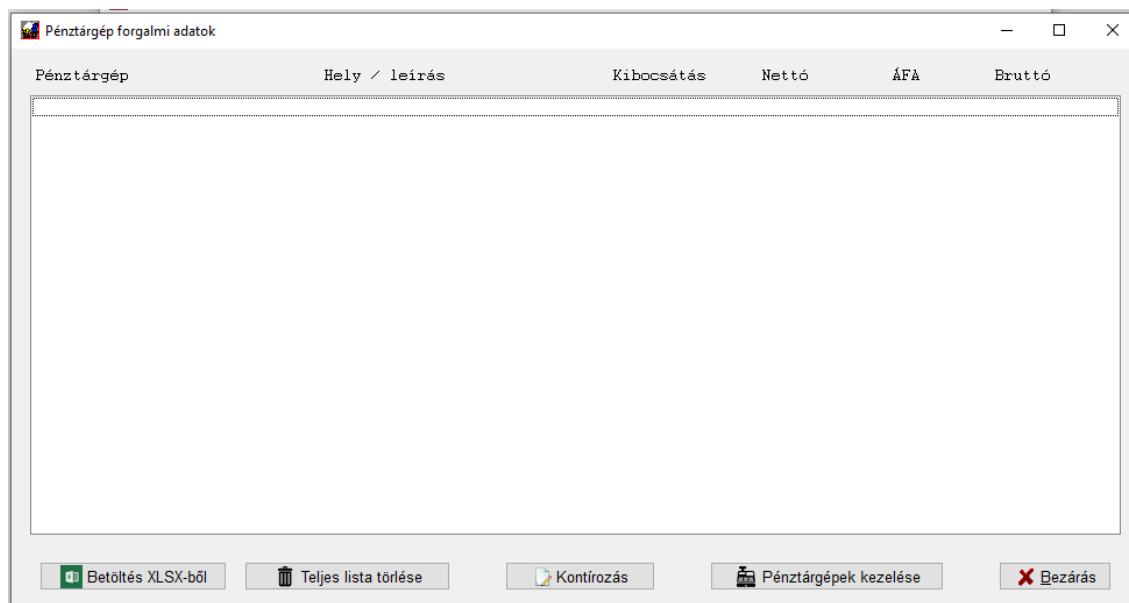 Pénztárgép forgalmi adatok
Pénztárgép Hely / leírás Kibocsátás Nettó ÁFA Bruttó
Betöltés XLSX-ből Teljes lista törlése Kontírozás Pénztárgépek kezelése Bezárás